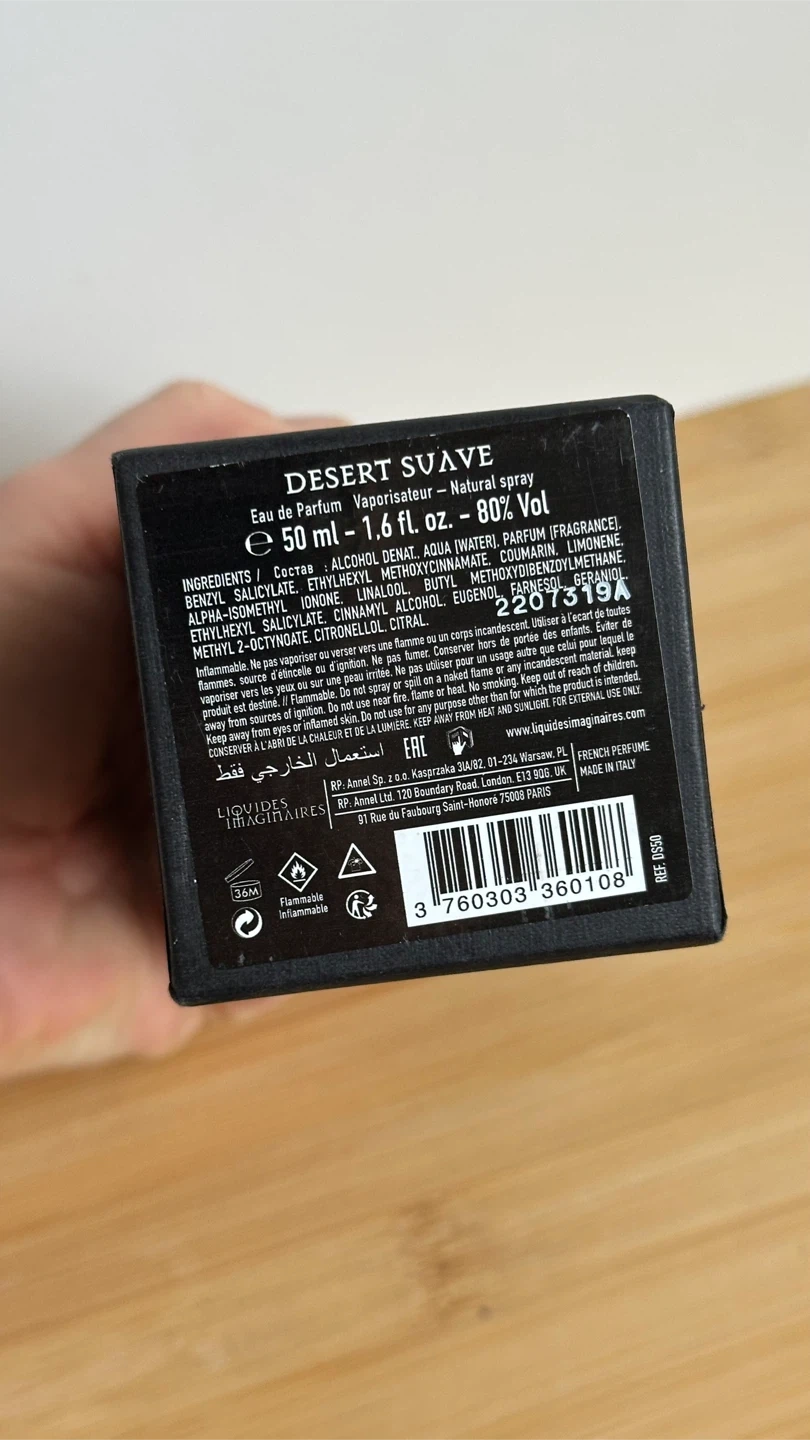 DESERT SUAVE
Eau de Parfum Vaporisateur – Natural spray
℮ 50 ml - 1,6 fl. oz. - 80% Vol
INGREDIENTS / Состав : ALCOHOL DENAT., AQUA [WATER], PARFUM [FRAGRANCE],
BENZYL SALICYLATE, ETHYLHEXYL METHOXYCINNAMATE, COUMARIN, LIMONENE,
ALPHA-ISOMETHYL IONONE, LINALOOL, BUTYL METHOXYDIBENZOYLMETHANE,
ETHYLHEXYL SALICYLATE, CINNAMYL ALCOHOL, EUGENOL, FARNESOL, GERANIOL,
METHYL 2-OCTYNOATE, CITRONELLOL, CITRAL.
2207319A
Inflammable. Ne pas vaporiser ou verser vers une flamme ou un corps incandescent. Utiliser à l'ecart de toutes
flammes, source d'étincelle ou d'ignition. Ne pas fumer. Conserver hors de portée des enfants. Eviter de
vaporiser vers les yeux ou sur une peau irritée. Ne pas utiliser pour un usage autre que celui pour lequel le
produit est destiné. // Flammable. Do not spray or spill on a naked flame or any incandescent material. keep
away from sources of ignition. Do not use near fire, flame or heat. No smoking. Keep out of reach of children.
Keep away from eyes or inflamed skin. Do not use for any purpose other than for which the product is intended.
CONSERVER À L'ABRI DE LA CHALEUR ET DE LA LUMIÈRE. KEEP AWAY FROM HEAT AND SUNLIGHT. FOR EXTERNAL USE ONLY.
استعمال الخارجي فقط
EAC
www.liquidesimaginaires.com
LIQUIDES
IMAGINAIRES
RP: Annel Sp. z o.o. Kasprzaka 31A/82, 01-234 Warsaw, PL
RP: Annel Ltd. 120 Boundary Road, London, E13 9QG, UK
91 Rue du Faubourg Saint-Honoré 75008 PARIS
FRENCH PERFUME
MADE IN ITALY
36M
Flammable
Inflammable
3 760303 360108
REF. DS50